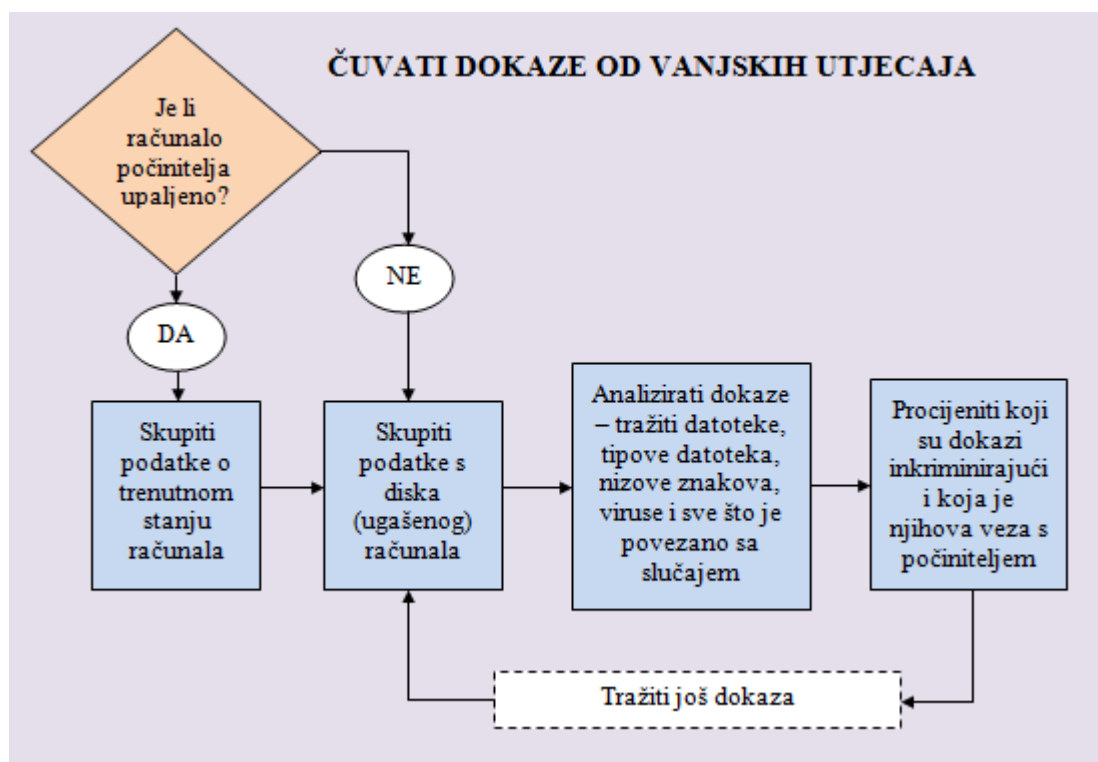 ČUVATI DOKAZE OD VANJSKIH UTJECAJA
Je li
računalo
počinitelja
upaljeno?
NE
DA
Skupiti
podatke o
trenutnom
stanju
računala
Skupiti
podatke s
diska
(ugašenog)
računala
Analizirati dokaze
– tražiti datoteke,
tipove datoteka,
nizove znakova,
viruse i sve što je
povezano sa
slučajem
Procijeniti koji
su dokazi
inkriminirajući
i koja je
njihova veza s
počiniteljem
Tražiti još dokaza